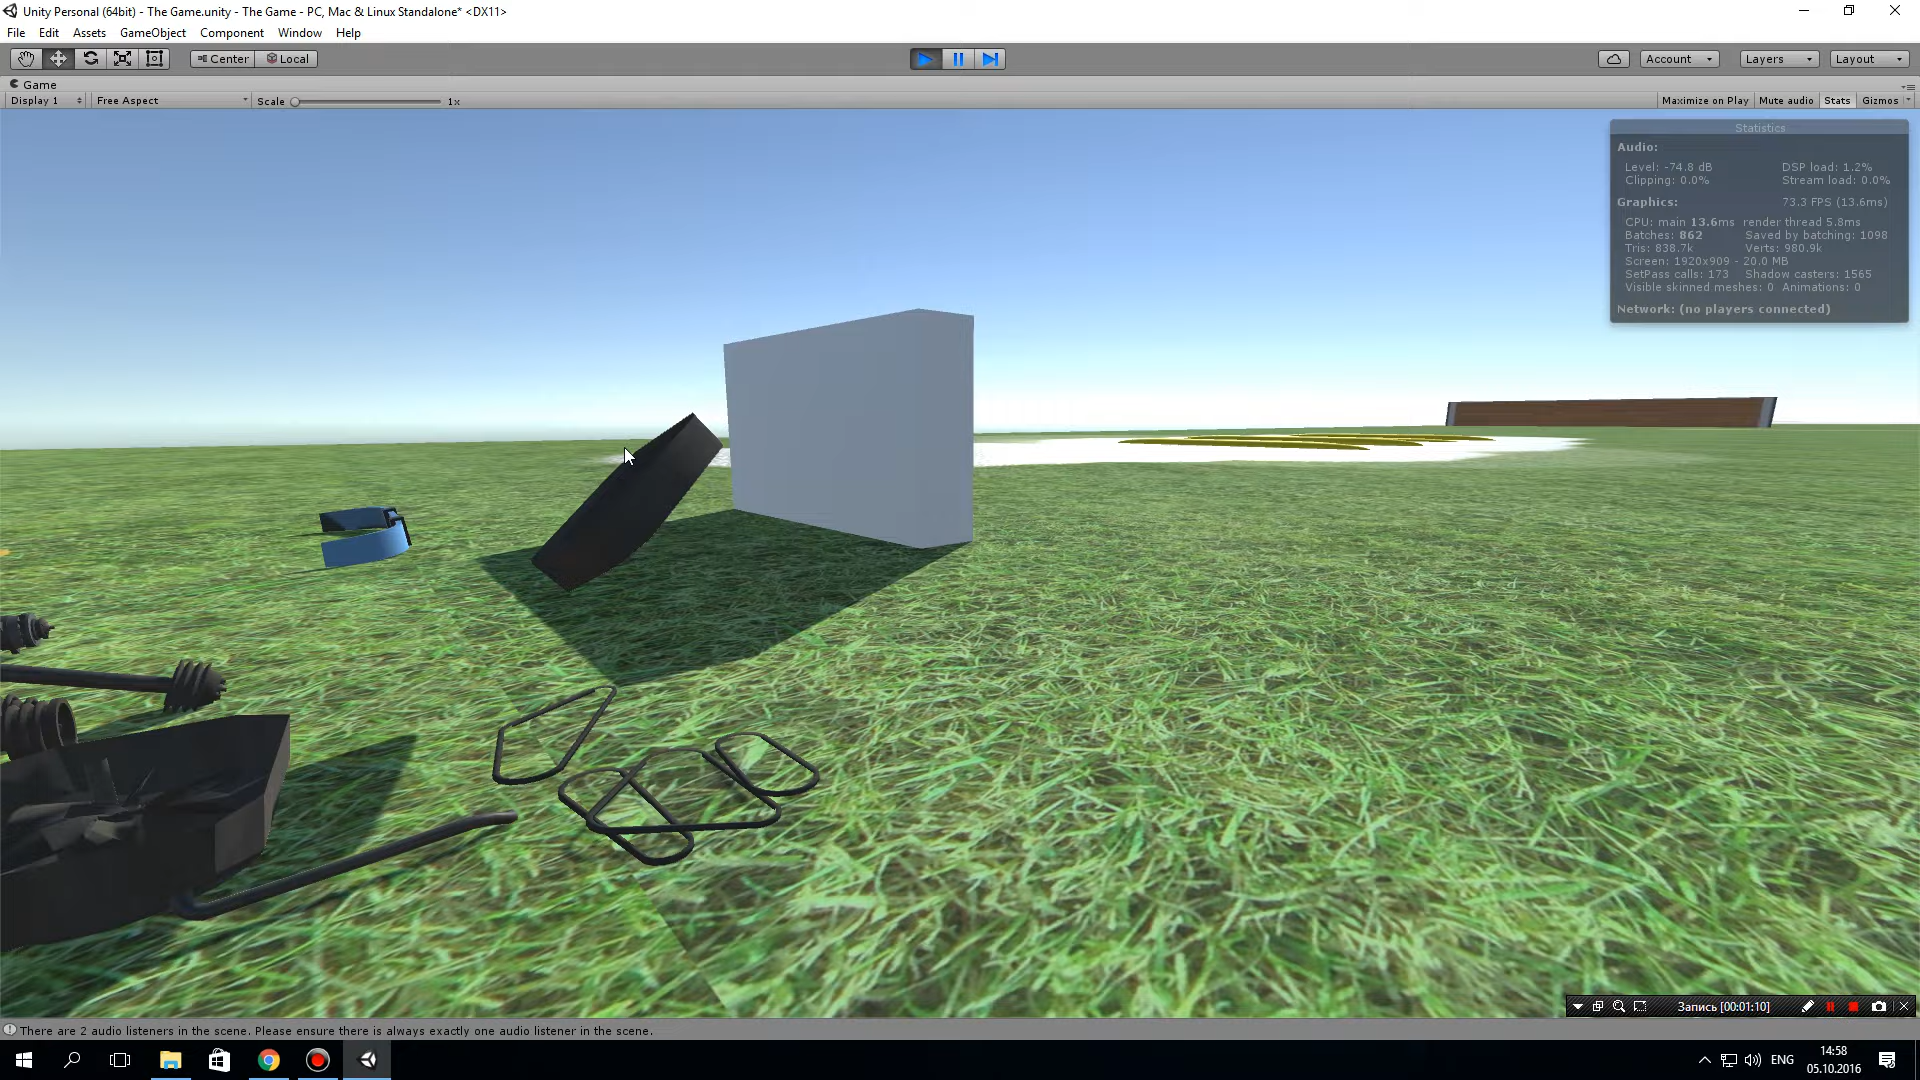 Unity Personal (64bit) - The Game.unity - The Game - PC, Mac & Linux Standalone* <DX11>
File Edit Assets GameObject Component Window Help
Center Local Account Layers Layout
Game
Display 1 Free Aspect Scale 1x Maximize on Play Mute audio Stats Gizmos
Statistics
Audio:
Level: -74.8 dB DSP load: 1.2%
Clipping: 0.0% Stream load: 0.0%
Graphics: 73.3 FPS (13.6ms)
CPU: main 13.6ms render thread 5.8ms
Batches: 862 Saved by batching: 1098
Tris: 838.7k Verts: 980.9k
Screen: 1920x909 - 20.0 MB
SetPass calls: 173 Shadow casters: 1565
Visible skinned meshes: 0 Animations: 0
Network: (no players connected)
Запись [00:01:10]
There are 2 audio listeners in the scene. Please ensure there is always exactly one audio listener in the scene.
ENG
14:58
05.10.2016